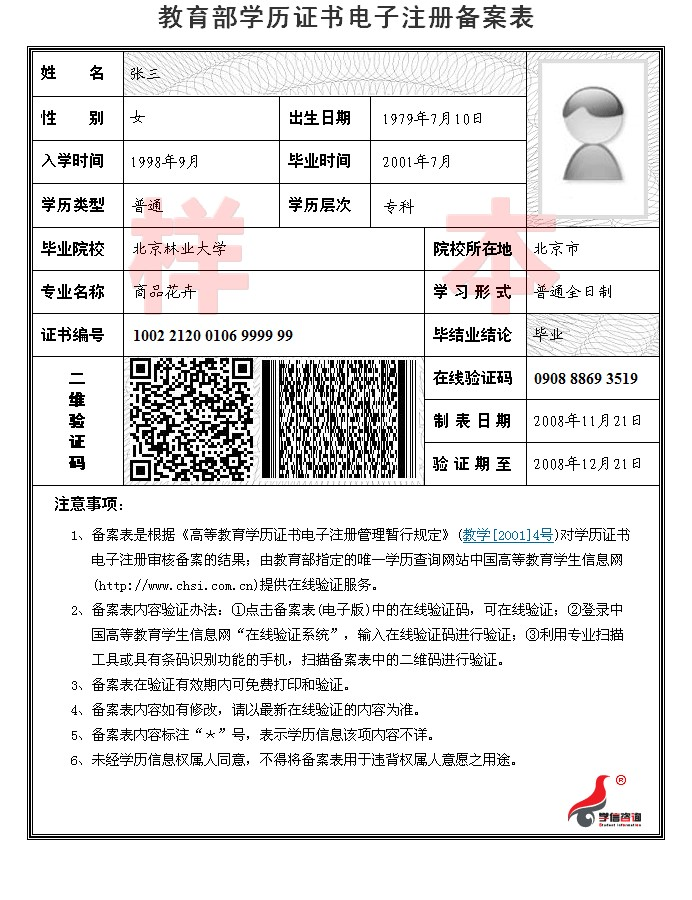 教育部学历证书电子注册备案表
姓 名 张三
性 别 女 出生日期 1979年7月10日
入学时间 1998年9月 毕业时间 2001年7月
学历类型 普通 学历层次 专科
样 本
毕业院校 北京林业大学 院校所在地 北京市
专业名称 商品花卉 学 习 形 式 普通全日制
证书编号 1002 2120 0106 9999 99 毕结业结论 毕业
二维验证码 在线验证码 0908 8869 3519
制 表 日 期 2008年11月21日
验 证 期 至 2008年12月21日
注意事项：
1、备案表是根据《高等教育学历证书电子注册管理暂行规定》(教学[2001]4号)对学历证书
电子注册审核备案的结果；由教育部指定的唯一学历查询网站中国高等教育学生信息网
(http://www.chsi.com.cn)提供在线验证服务。
2、备案表内容验证办法：①点击备案表(电子版)中的在线验证码，可在线验证；②登录中
国高等教育学生信息网“在线验证系统”，输入在线验证码进行验证；③利用专业扫描
工具或具有条码识别功能的手机，扫描备案表中的二维码进行验证。
3、备案表在验证有效期内可免费打印和验证。
4、备案表内容如有修改，请以最新在线验证的内容为准。
5、备案表内容标注“＊”号，表示学历信息该项内容不详。
6、未经学历信息权属人同意，不得将备案表用于违背权属人意愿之用途。
®
学信咨询
Student Information